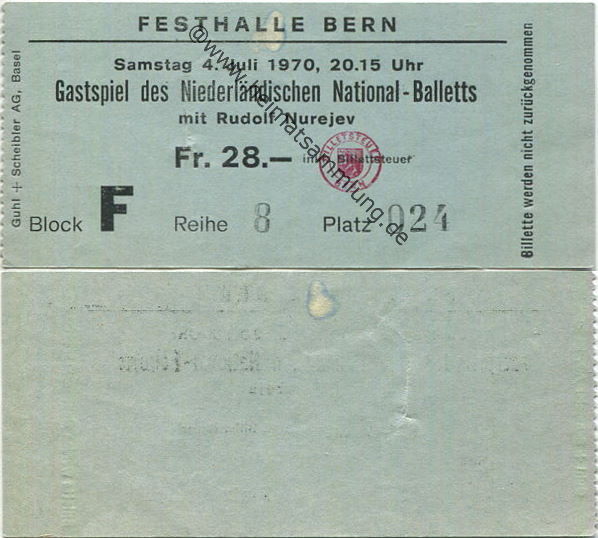 FESTHALLE BERN
Samstag 4. Juli 1970, 20.15 Uhr
Gastspiel des Niederländischen National-Balletts
mit Rudolf Nurejev
Fr. 28.— inkl. Billettsteuer
BILLETSTEUER
Block F Reihe 8 Platz 024
Guhl + Scheibler AG, Basel
Billette werden nicht zurückgenommen
@www.heimatsammlung.de